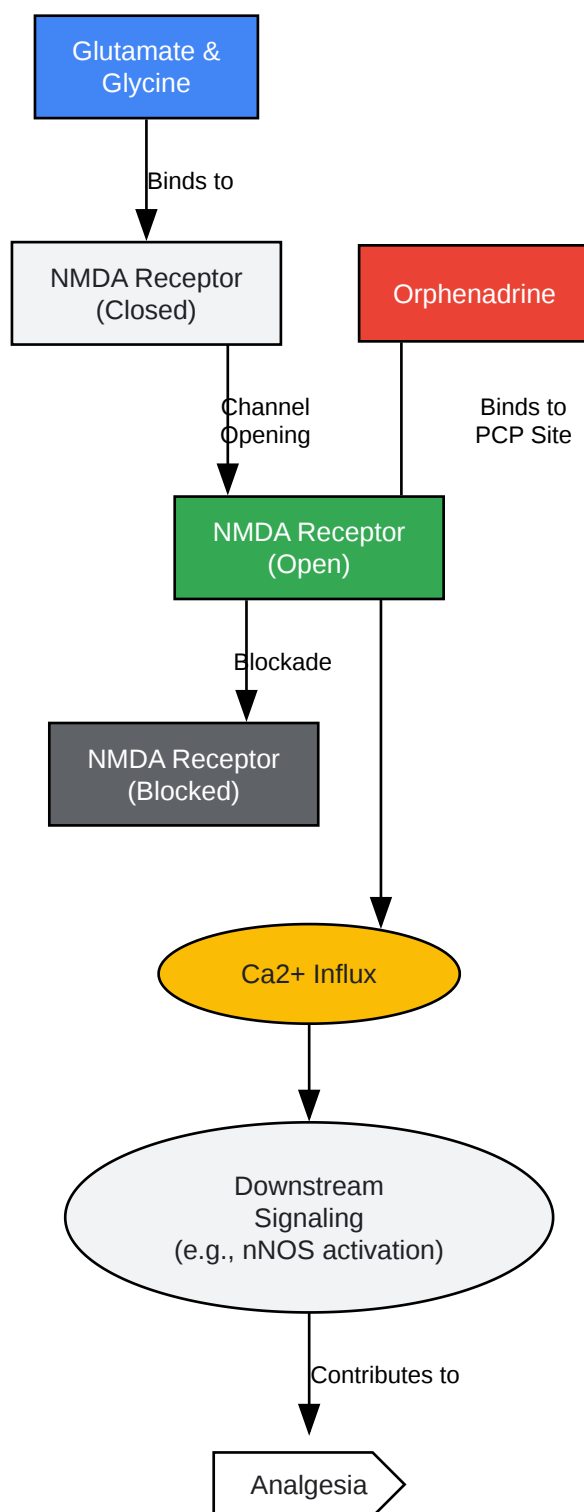 Glutamate &
Glycine
Binds to
NMDA Receptor
(Closed)
Orphenadrine
Channel
Opening
Binds to
PCP Site
NMDA Receptor
(Open)
Blockade
NMDA Receptor
(Blocked)
Ca2+ Influx
Downstream
Signaling
(e.g., nNOS activation)
Contributes to
Analgesia